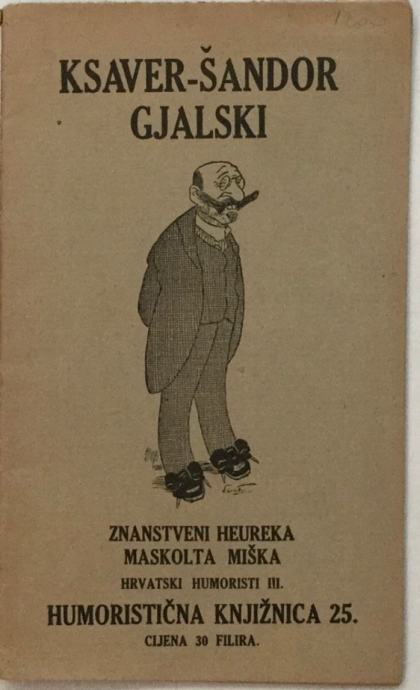 KSAVER-ŠANDOR
GJALSKI
ZNANSTVENI HEUREKA
MASKOLTA MIŠKA
HRVATSKI HUMORISTI III.
HUMORISTIČNA KNJIŽNICA 25.
CIJENA 30 FILIRA.